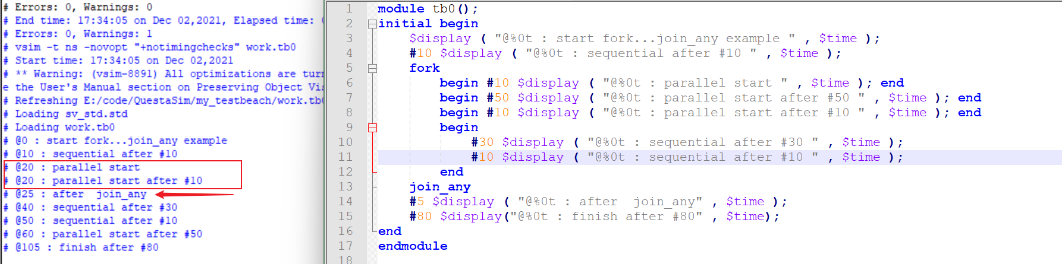 # Errors: 0, Warnings: 0
# End time: 17:34:05 on Dec 02,2021, Elapsed time:
# Errors: 0, Warnings: 1
# vsim -t ns -novopt "+notimingchecks" work.tb0
# Start time: 17:34:05 on Dec 02,2021
# ** Warning: (vsim-8891) All optimizations are tur
e the User's Manual section on Preserving Object Vi
# Refreshing E:/code/QuestaSim/my_testbeach/work.tb
# Loading sv_std.std
# Loading work.tb0
# @0 : start fork...join_any example
# @10 : sequential after #10
# @20 : parallel start
# @20 : parallel start after #10
# @25 : after  join_any
# @40 : sequential after #30
# @50 : sequential after #10
# @60 : parallel start after #50
# @105 : finish after #80
1 module tb0();
2 initial begin
3 $display ( "@%0t : start fork...join_any example " , $time );
4 #10 $display ( "@%0t : sequential after #10 " , $time );
5 fork
6 begin #10 $display ( "@%0t : parallel start " , $time ); end
7 begin #50 $display ( "@%0t : parallel start after #50 " , $time ); end
8 begin #10 $display ( "@%0t : parallel start after #10 " , $time ); end
9 begin
10 #30 $display ( "@%0t : sequential after #30 " , $time );
11 #10 $display ( "@%0t : sequential after #10 " , $time );
12 end
13 join_any
14 #5 $display ( "@%0t : after  join_any" , $time );
15 #80 $display("@%0t : finish after #80" , $time);
16 end
17 endmodule
18